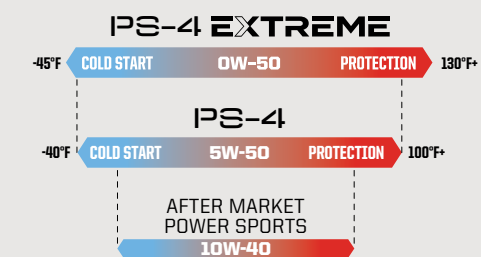 PS-4 EXTREME
-45°F COLD START 0W-50 PROTECTION 130°F+
PS-4
-40°F COLD START 5W-50 PROTECTION 100°F+
AFTER MARKET
POWER SPORTS
10W-40